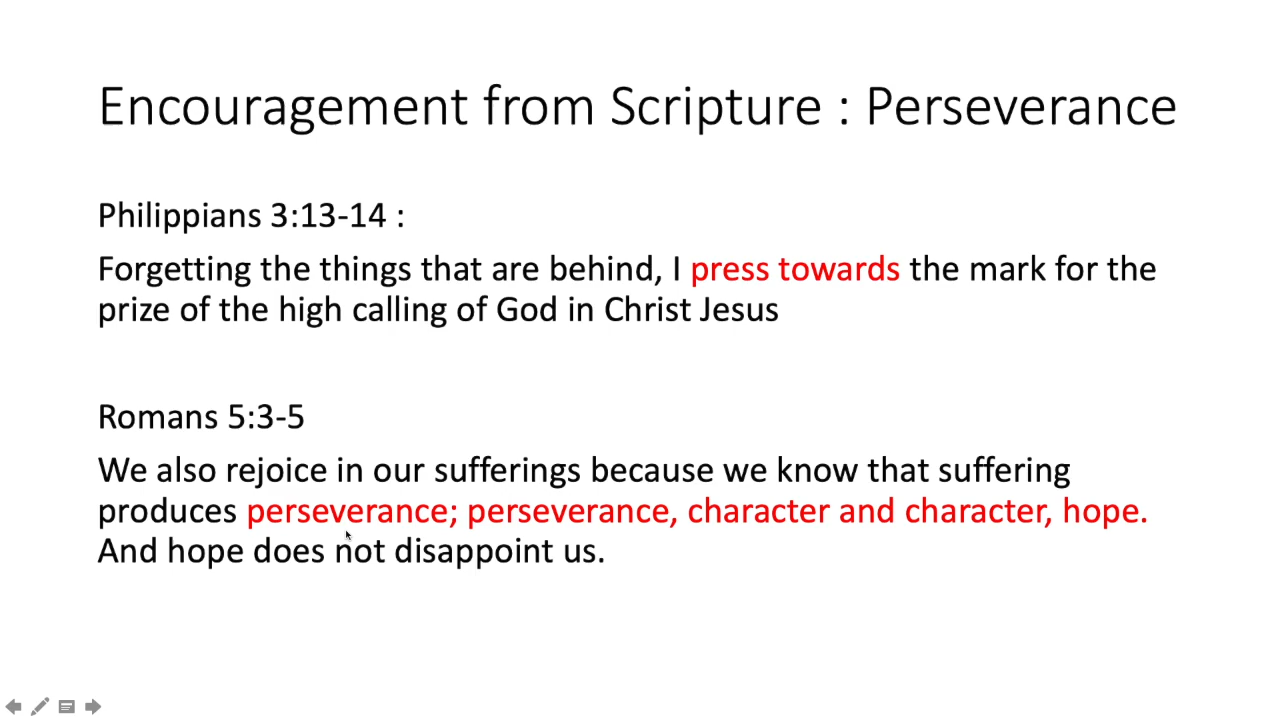 Encouragement from Scripture : Perseverance
Philippians 3:13-14 :
Forgetting the things that are behind, I press towards the mark for the
prize of the high calling of God in Christ Jesus
Romans 5:3-5
We also rejoice in our sufferings because we know that suffering
produces perseverance; perseverance, character and character, hope.
And hope does not disappoint us.